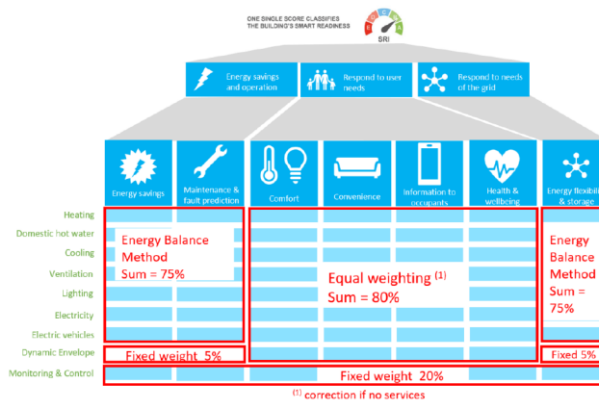 ONE SINGLE SCORE CLASSIFIES
THE BUILDING'S SMART READINESS
SRI
Energy savings
and operation
Respond to user
needs
Respond to needs
of the grid
Energy savings
Maintenance &
fault prediction
Comfort
Convenience
Information to
occupants
Health &
wellbeing
Energy flexibility
& storage
Heating
Domestic hot water
Cooling
Ventilation
Lighting
Electricity
Electric vehicles
Dynamic Envelope
Monitoring & Control
Energy Balance
Method
Sum = 75%
Equal weighting (1)
Sum = 80%
Energy
Balance
Method
Sum =
75%
Fixed weight 5%
Fixed 5%
Fixed weight 20%
(1) correction if no services